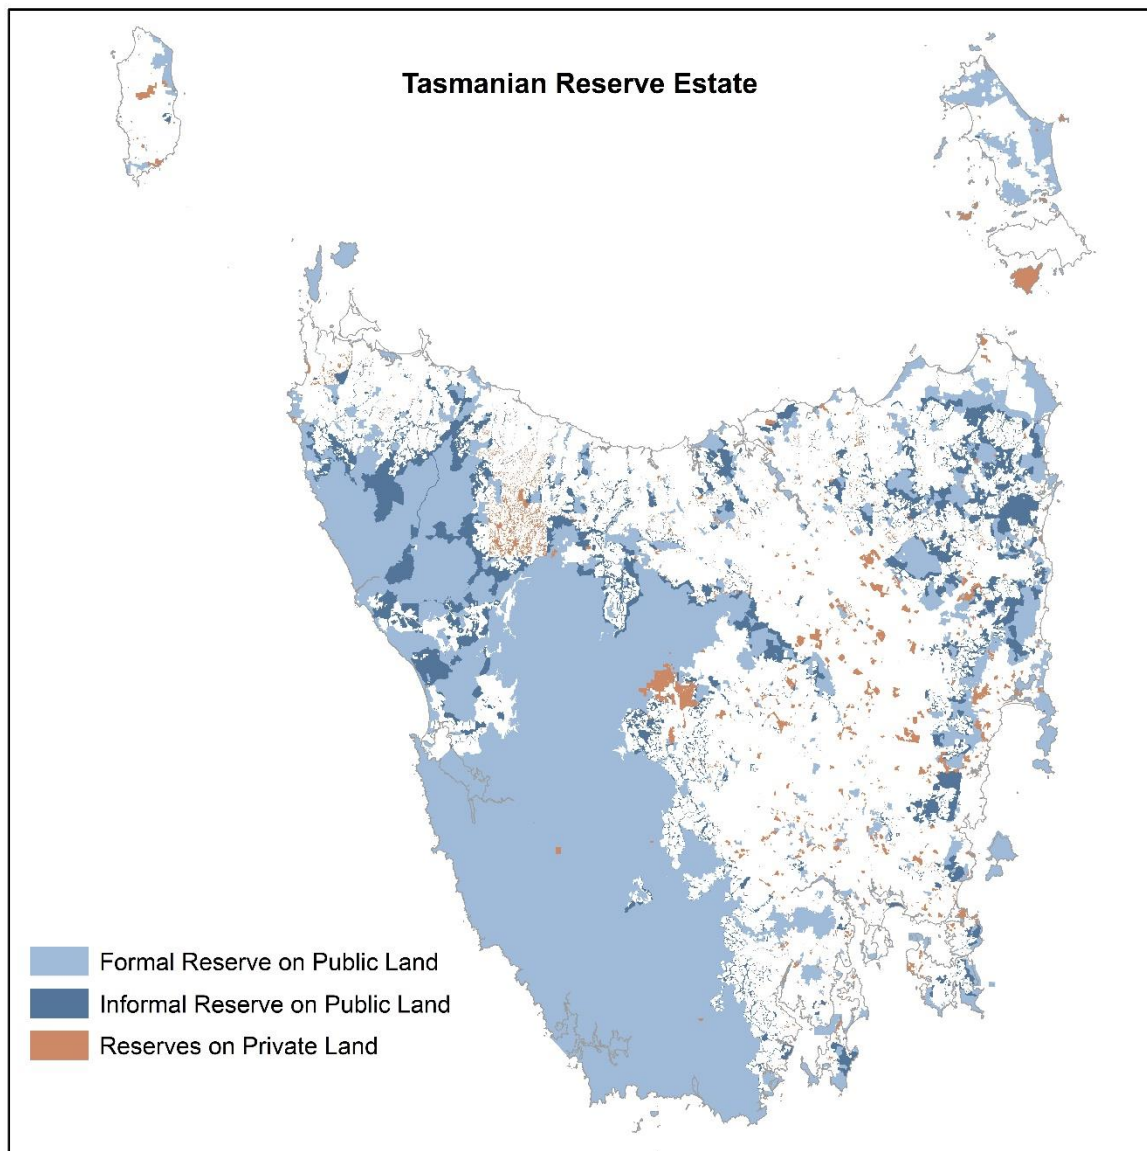 Tasmanian Reserve Estate
Formal Reserve on Public Land
Informal Reserve on Public Land
Reserves on Private Land